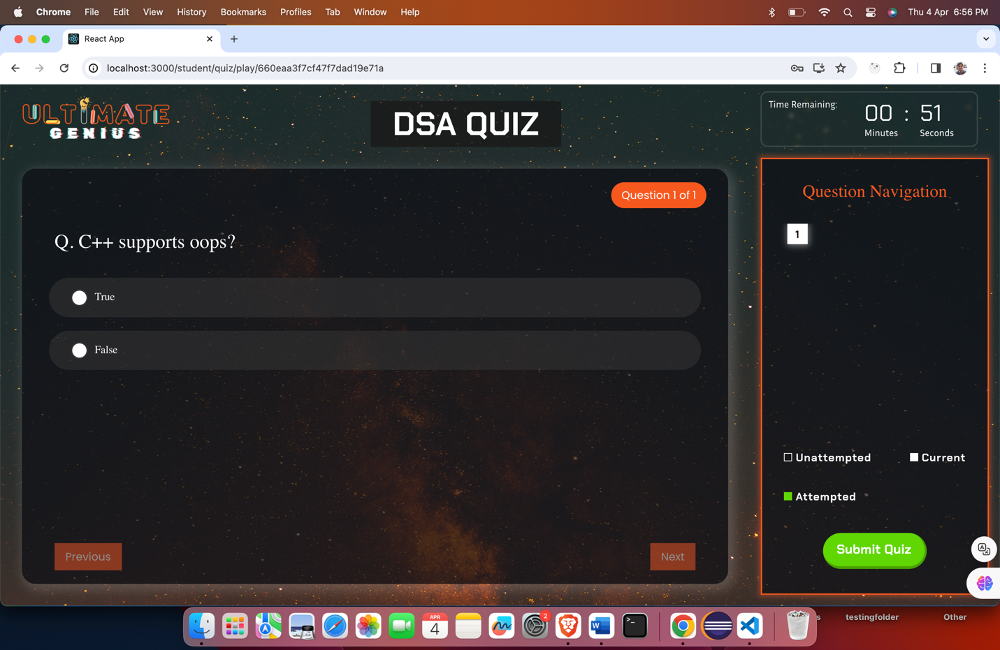 Chrome File Edit View History Bookmarks Profiles Tab Window Help Thu 4 Apr 6:56 PM
React App
localhost:3000/student/quiz/play/660eaa3f7cf47f7dad19e71a
ULTIMATE
GENIUS
DSA QUIZ
Time Remaining:
00 : 51
Minutes Seconds
Question 1 of 1
Q. C++ supports oops?
True
False
Previous
Next
Question Navigation
1
Unattempted
Current
Attempted
Submit Quiz
s testingfolder Other
APR
4
2
W
>_